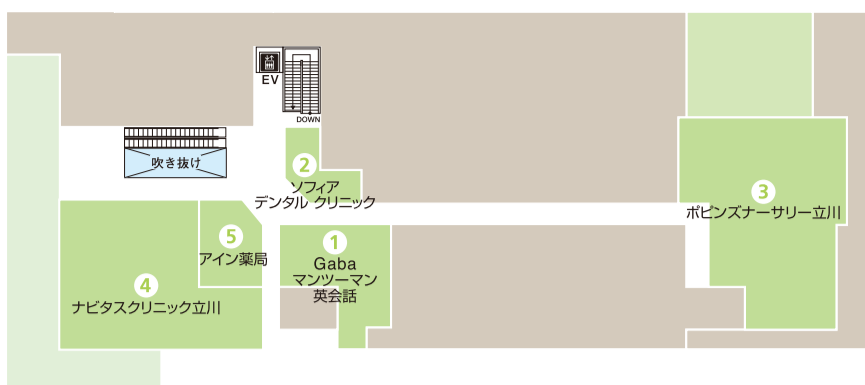 EV
DOWN
吹き抜け
2
ソフィア
デンタル クリニック
3
ポピンズナーサリー立川
5
アイン薬局
1
Gaba
マンツーマン
英会話
4
ナビタスクリニック立川